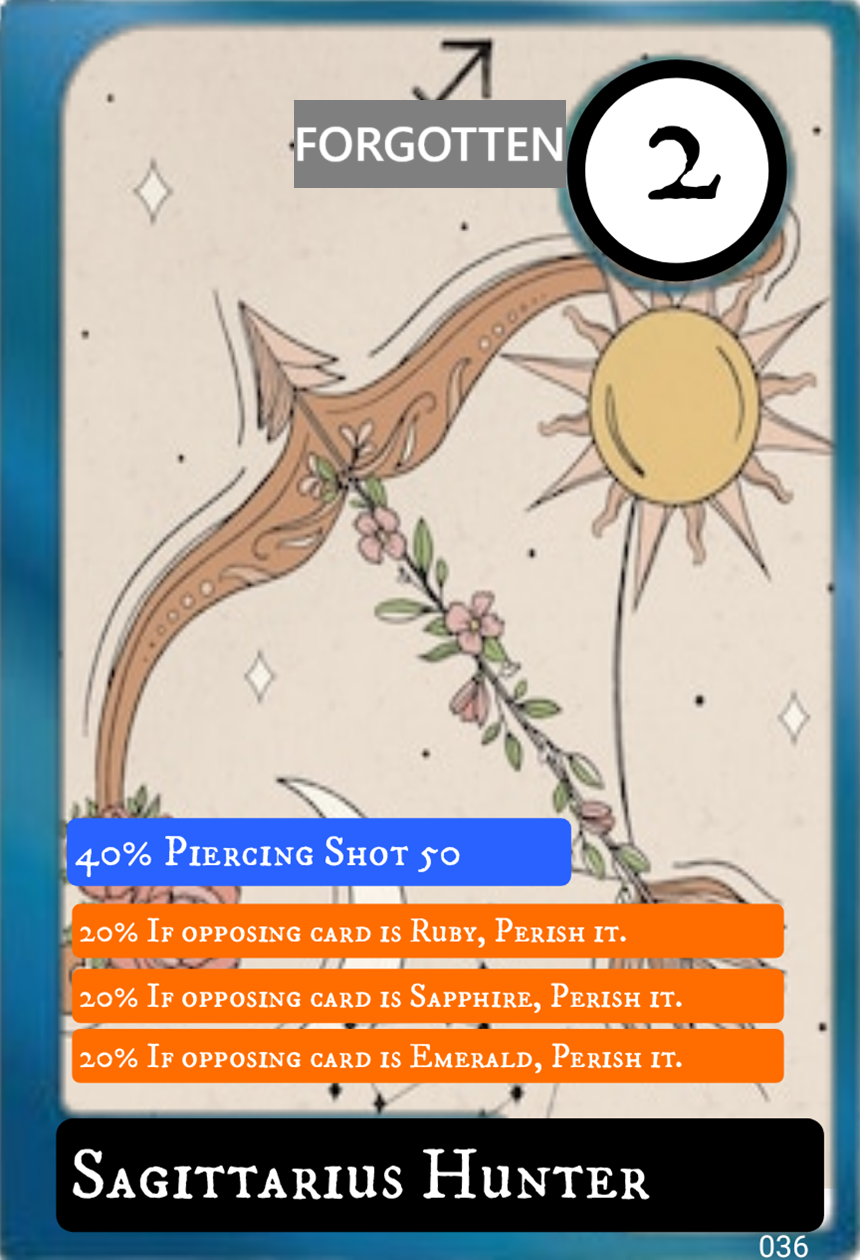 FORGOTTEN
2
40% Piercing Shot 50
20% If opposing card is Ruby, Perish it.
20% If opposing card is Sapphire, Perish it.
20% If opposing card is Emerald, Perish it.
Sagittarius Hunter
036